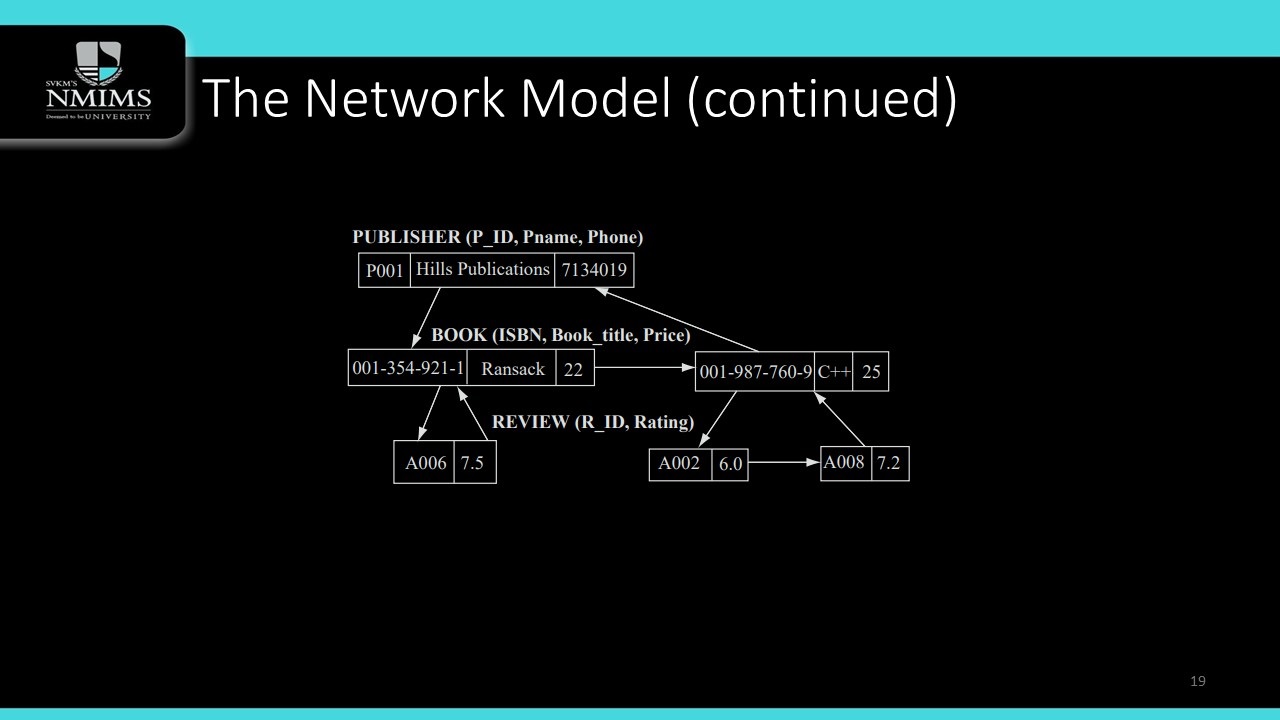 SVKM'S
NMIMS
Deemed to be UNIVERSITY
The Network Model (continued)
PUBLISHER (P_ID, Pname, Phone)
P001 Hills Publications 7134019
BOOK (ISBN, Book_title, Price)
001-354-921-1 Ransack 22 001-987-760-9 C++ 25
REVIEW (R_ID, Rating)
A006 7.5 A002 6.0 A008 7.2
19